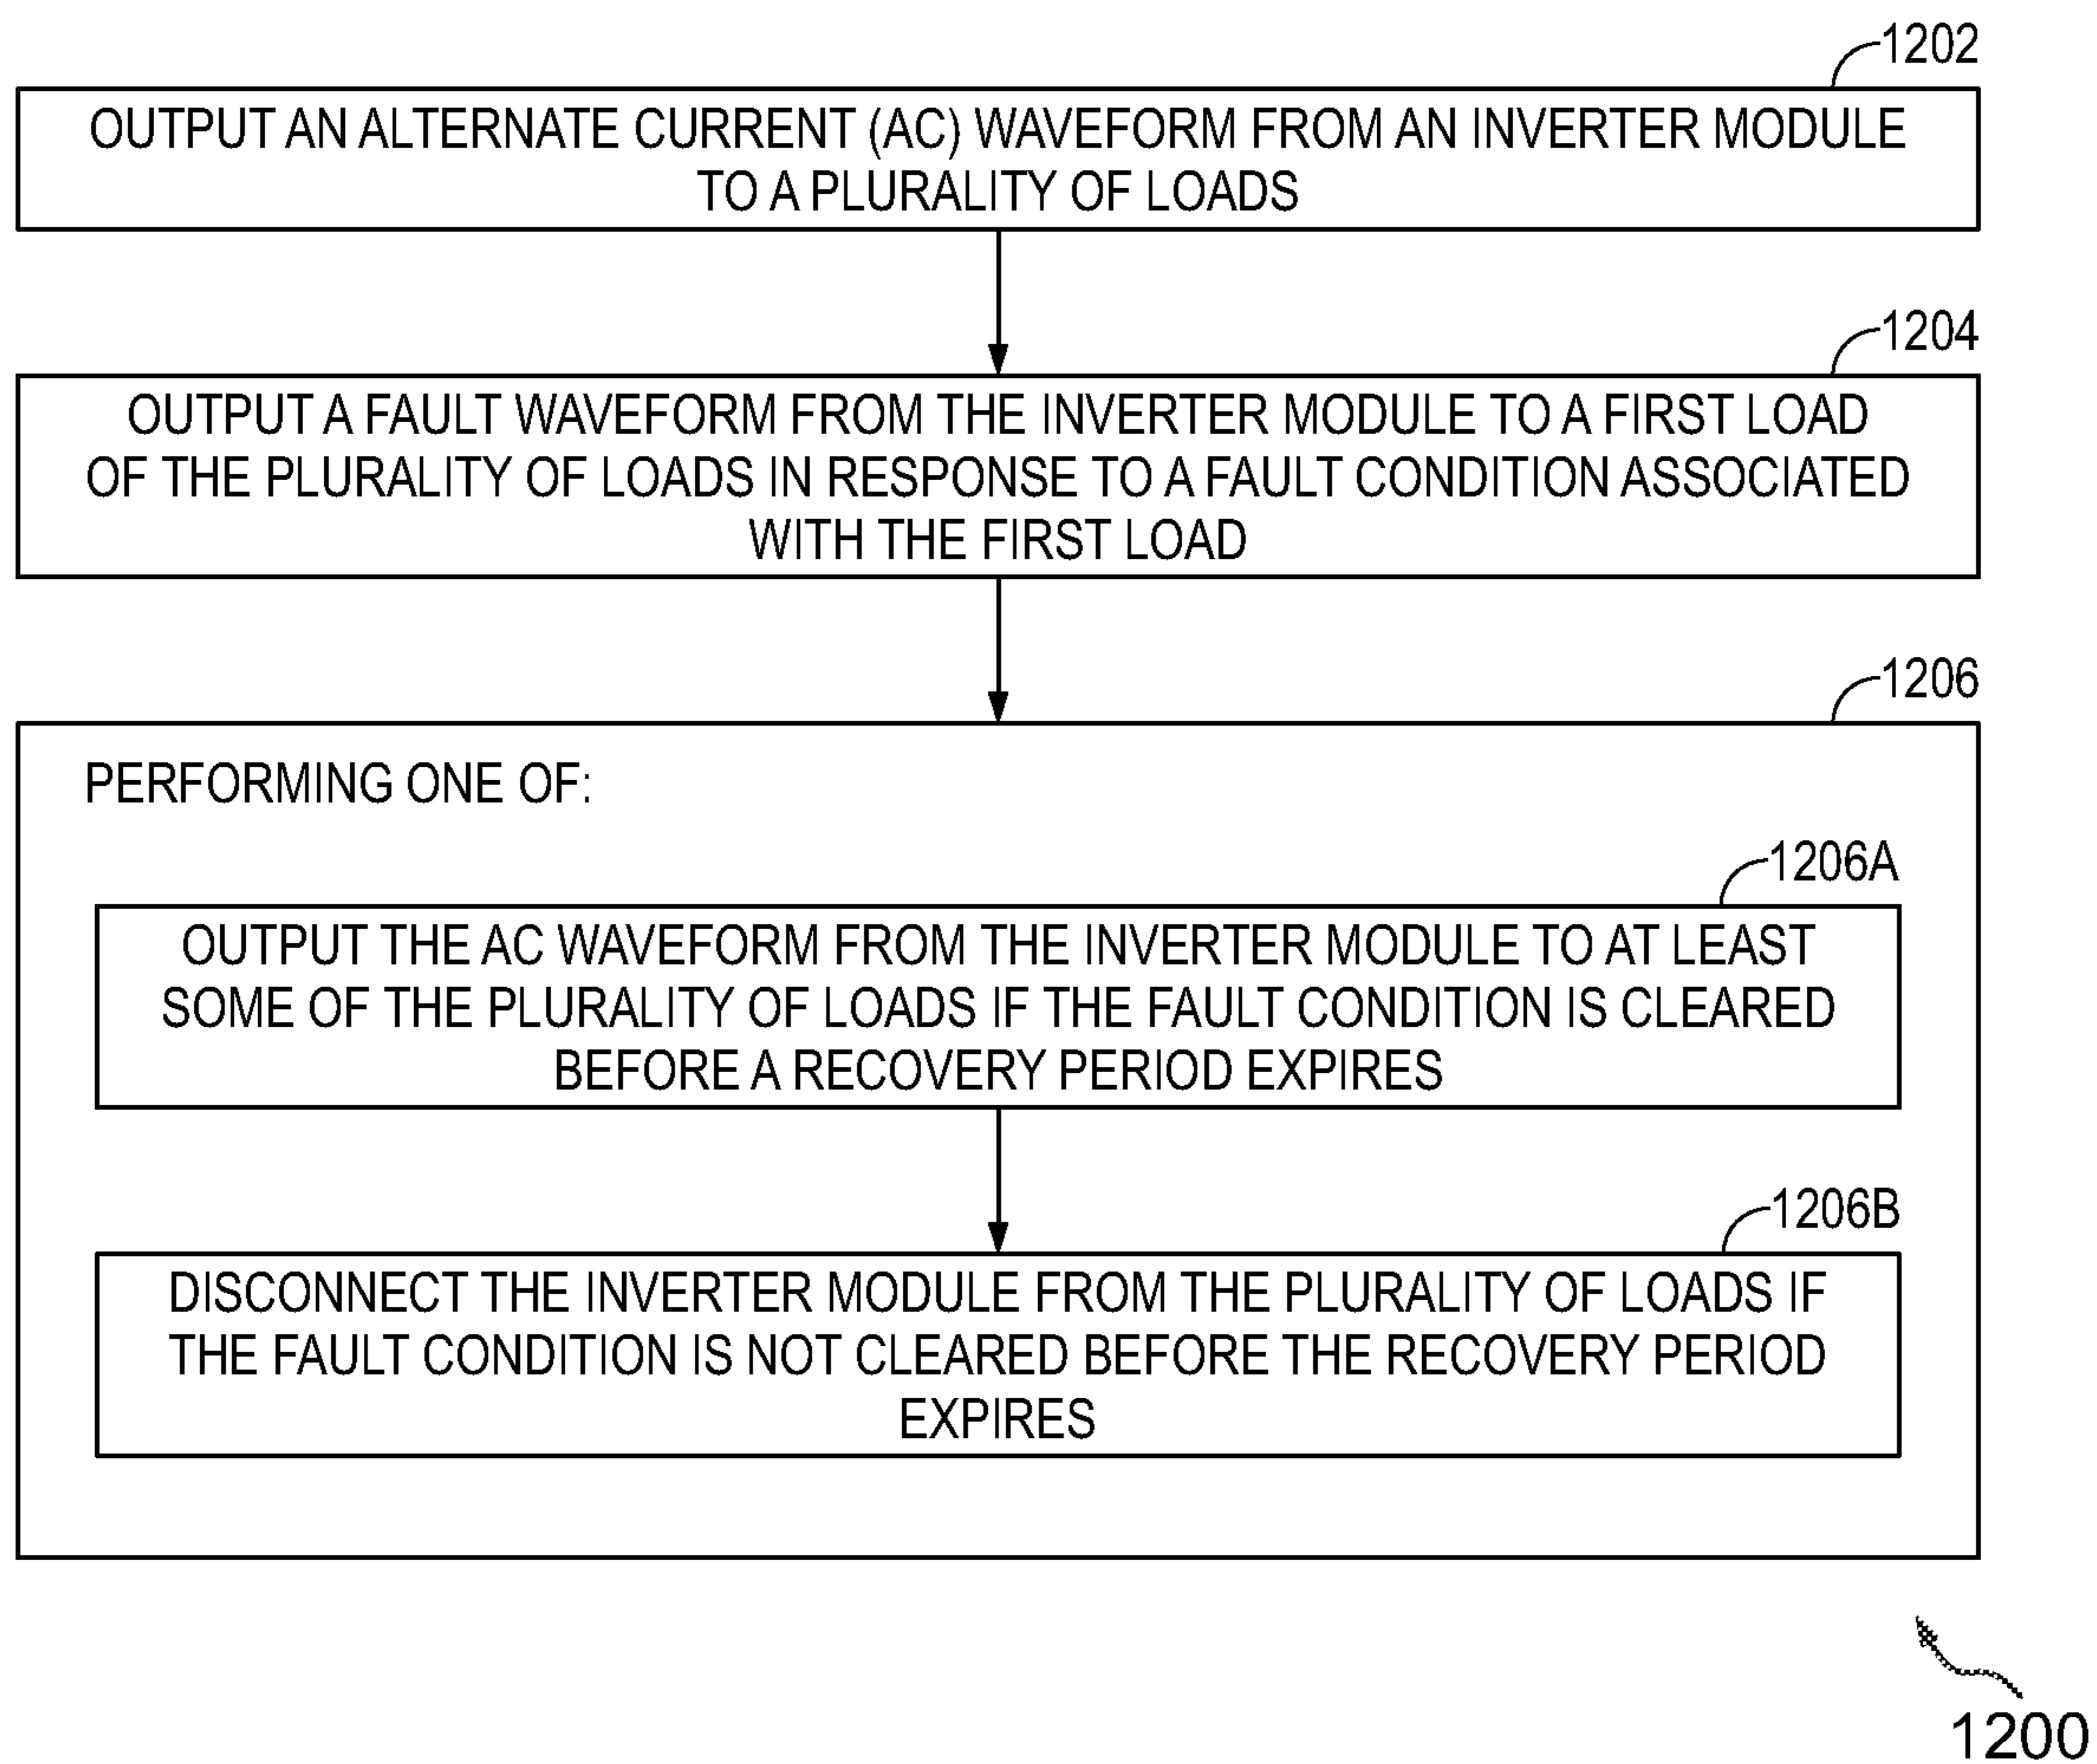 1202
OUTPUT AN ALTERNATE CURRENT (AC) WAVEFORM FROM AN INVERTER MODULE
TO A PLURALITY OF LOADS
1204
OUTPUT A FAULT WAVEFORM FROM THE INVERTER MODULE TO A FIRST LOAD
OF THE PLURALITY OF LOADS IN RESPONSE TO A FAULT CONDITION ASSOCIATED
WITH THE FIRST LOAD
1206
PERFORMING ONE OF:
1206A
OUTPUT THE AC WAVEFORM FROM THE INVERTER MODULE TO AT LEAST
SOME OF THE PLURALITY OF LOADS IF THE FAULT CONDITION IS CLEARED
BEFORE A RECOVERY PERIOD EXPIRES
1206B
DISCONNECT THE INVERTER MODULE FROM THE PLURALITY OF LOADS IF
THE FAULT CONDITION IS NOT CLEARED BEFORE THE RECOVERY PERIOD
EXPIRES
1200